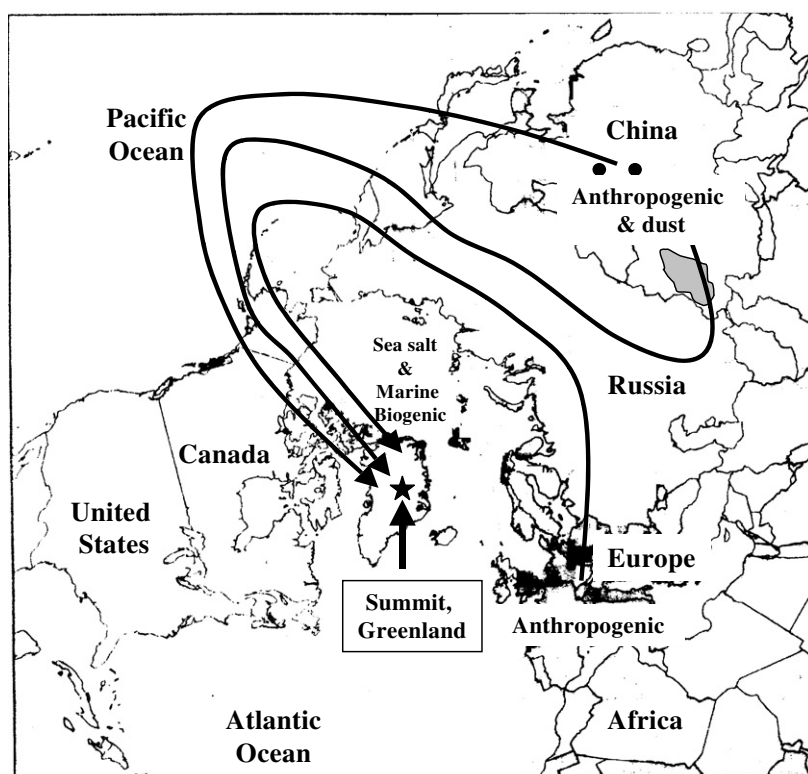 Pacific
Ocean
China
Anthropogenic
& dust
Sea salt
&
Marine
Biogenic
Russia
Canada
United
States
Europe
Summit,
Greenland
Anthropogenic
Atlantic
Ocean
Africa